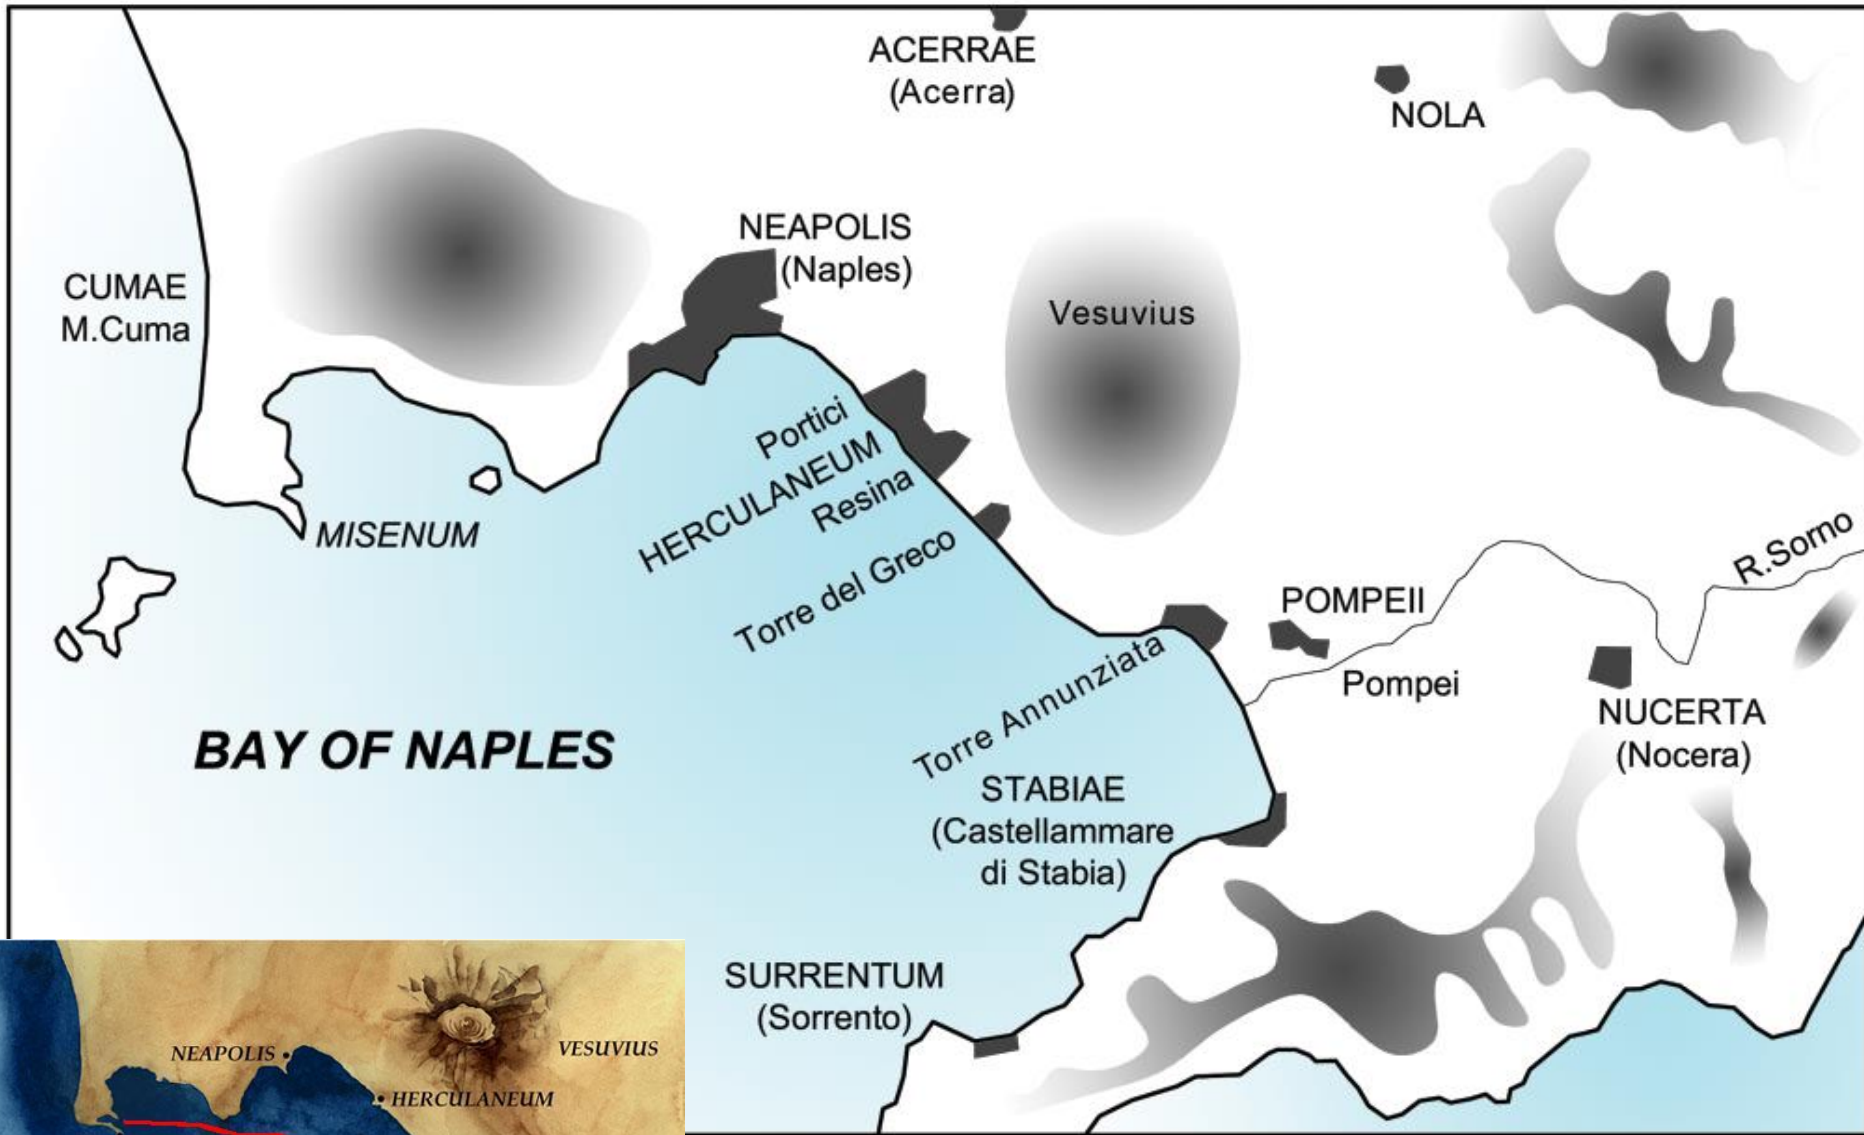 ACERRAE
(Acerra)
NOLA
NEAPOLIS
(Naples)
CUMAE
M.Cuma
Vesuvius
Portici
HERCULANEUM
Resina
MISENUM
Torre del Greco
R.Sorno
POMPEII
Pompei
Torre Annunziata
NUCERTA
(Nocera)
BAY OF NAPLES
STABIAE
(Castellammare
di Stabia)
SURRENTUM
(Sorrento)
NEAPOLIS
VESUVIUS
HERCULANEUM